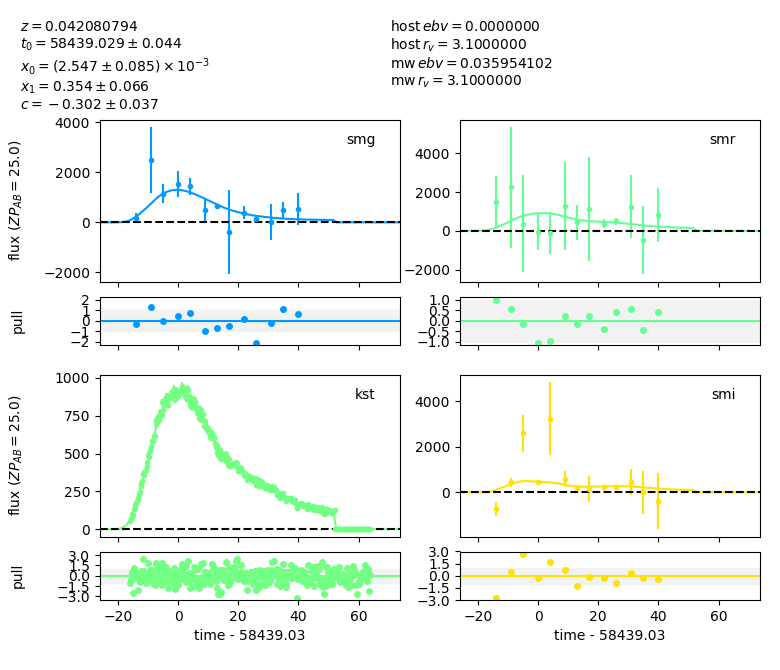 z = 0.042080794
t₀ = 58439.029 ± 0.044
x₀ = (2.547 ± 0.085) × 10⁻³
x₁ = 0.354 ± 0.066
c = −0.302 ± 0.037
host ebv = 0.0000000
host r_v = 3.1000000
mw ebv = 0.035954102
mw r_v = 3.1000000
flux (ZP_AB = 25.0)
4000
2000
0
−2000
smg
4000
2000
0
−2000
smr
pull
2
1
0
−1
−2
1.0
0.5
0.0
−0.5
−1.0
flux (ZP_AB = 25.0)
1000
750
500
250
0
kst
4000
2000
0
smi
pull
3.0
1.5
0.0
−1.5
−3.0
−20 0 20 40 60
time - 58439.03
3.0
1.5
0.0
−1.5
−3.0
−20 0 20 40 60
time - 58439.03